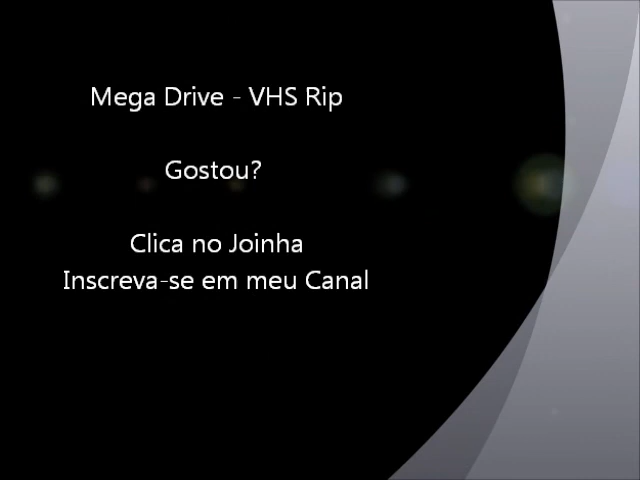 Mega Drive - VHS Rip
Gostou?
Clica no Joinha
Inscreva-se em meu Canal